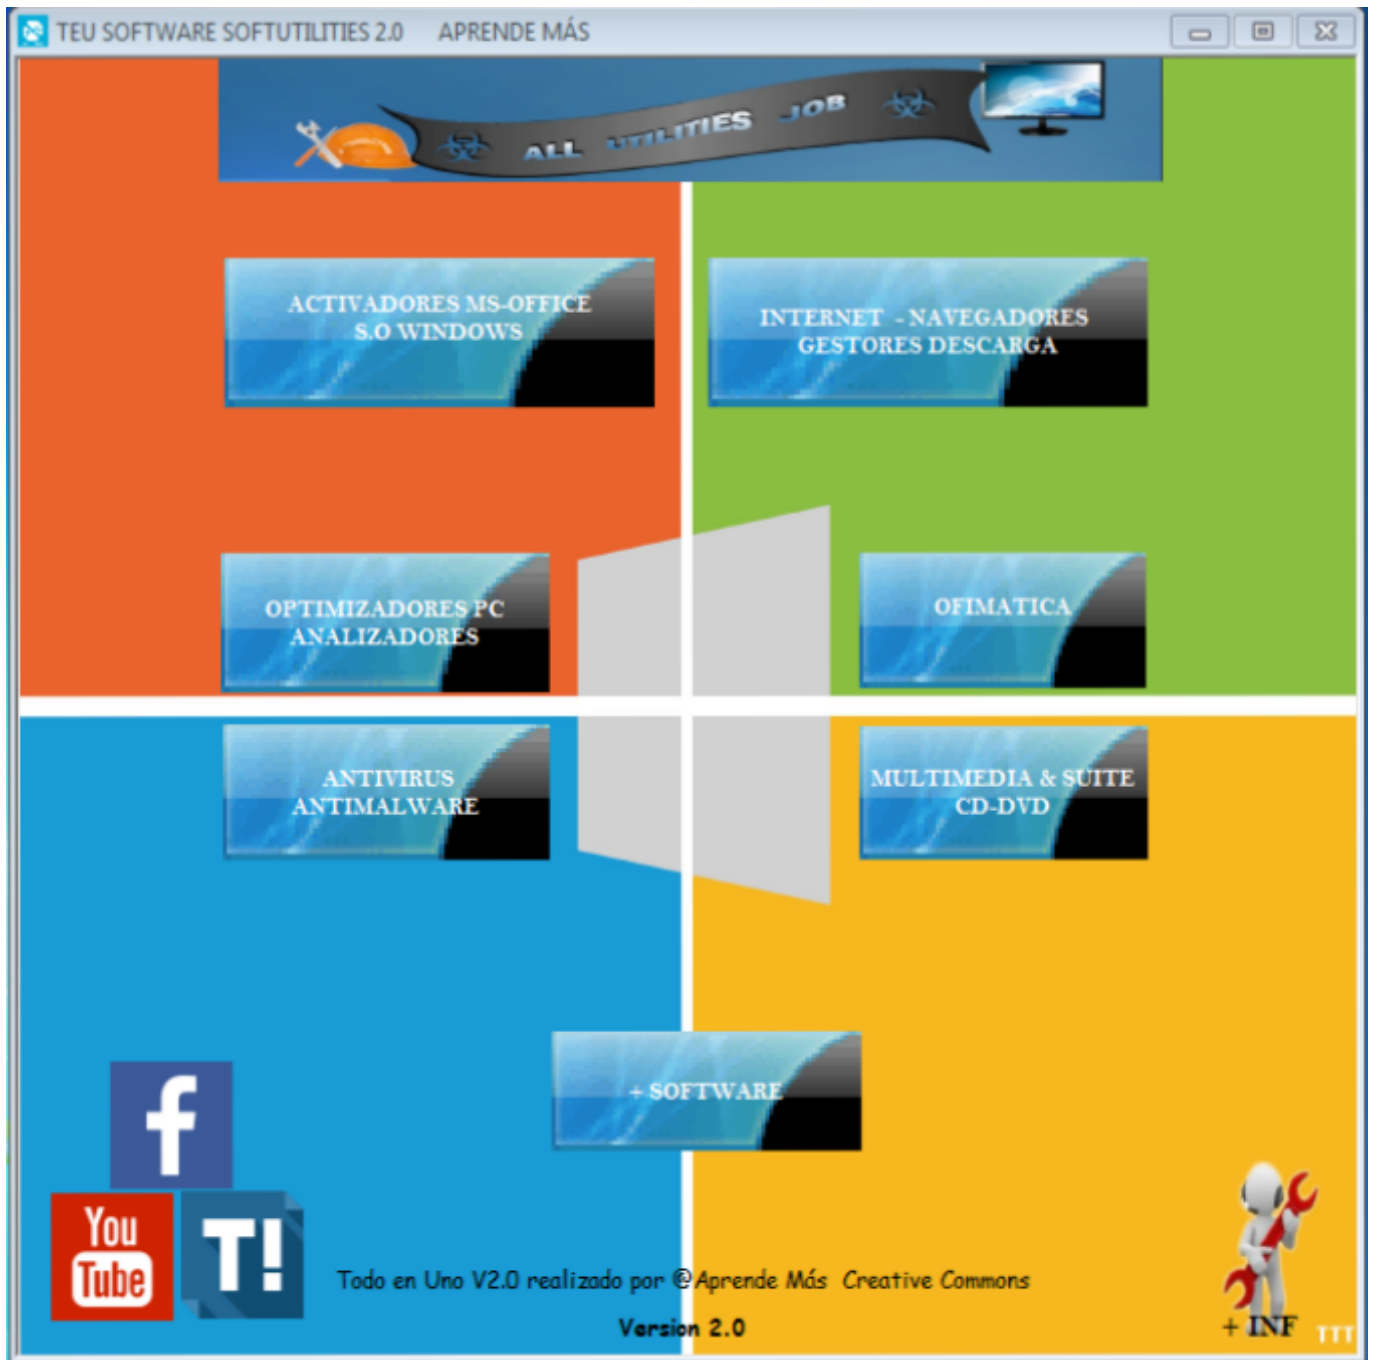 TEU SOFTWARE SOFTUTILITIES 2.0 APRENDE MÁS
ALL UTILITIES JOB
ACTIVADORES MS-OFFICE
S.O WINDOWS
INTERNET - NAVEGADORES
GESTORES DESCARGA
OPTIMIZADORES PC
ANALIZADORES
OFIMATICA
ANTIVIRUS
ANTIMALWARE
MULTIMEDIA & SUITE
CD-DVD
+ SOFTWARE
f
You
Tube
T!
Todo en Uno V2.0 realizado por @Aprende Más Creative Commons
Version 2.0
+ INF
TTT